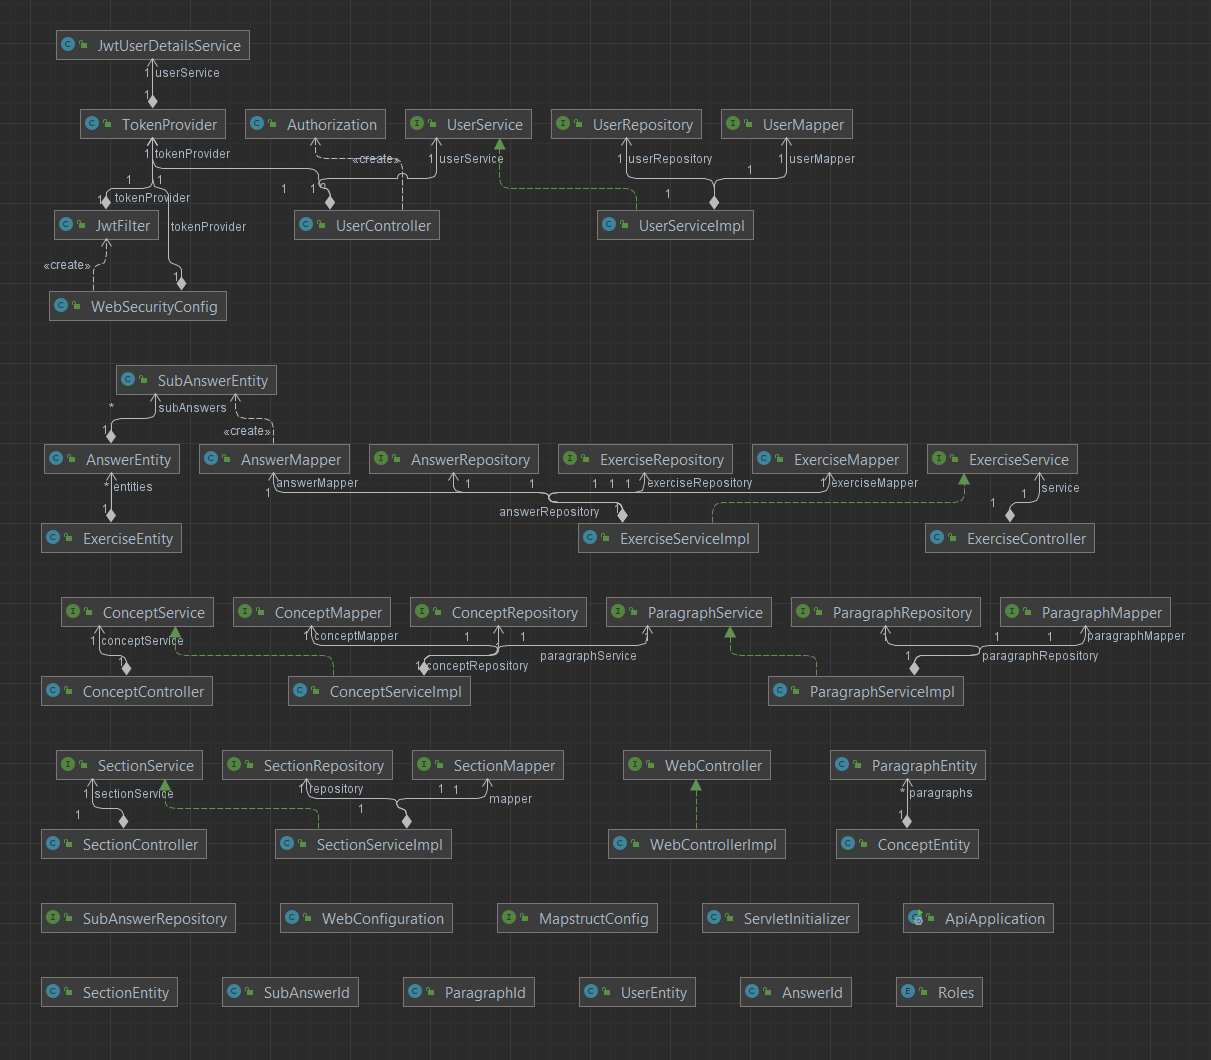 JwtUserDetailsService
1 userService
1
TokenProvider
Authorization
UserService
UserRepository
UserMapper
1 tokenProvider
«create»
1 userService
1 userRepository
1 userMapper
1
1
1
1
1
1
1 tokenProvider
JwtFilter
tokenProvider
UserController
UserServiceImpl
«create»
1
WebSecurityConfig
SubAnswerEntity
* subAnswers
1
«create»
AnswerEntity
AnswerMapper
AnswerRepository
ExerciseRepository
ExerciseMapper
ExerciseService
* entities
1 answerMapper
1
1
1
1
1 exerciseRepository
1 exerciseMapper
1
1
service
1
answerRepository
1
ExerciseEntity
ExerciseServiceImpl
ExerciseController
ConceptService
ConceptMapper
ConceptRepository
ParagraphService
ParagraphRepository
ParagraphMapper
1 conceptService
1 conceptMapper
1
1
1
1
paragraphMapper
1
1 conceptRepository
paragraphService
1
paragraphRepository
ConceptController
ConceptServiceImpl
ParagraphServiceImpl
SectionService
SectionRepository
SectionMapper
WebController
ParagraphEntity
1 sectionService
1 repository
1
1
mapper
* paragraphs
1
1
1
SectionController
SectionServiceImpl
WebControllerImpl
ConceptEntity
SubAnswerRepository
WebConfiguration
MapstructConfig
ServletInitializer
ApiApplication
SectionEntity
SubAnswerId
ParagraphId
UserEntity
AnswerId
Roles